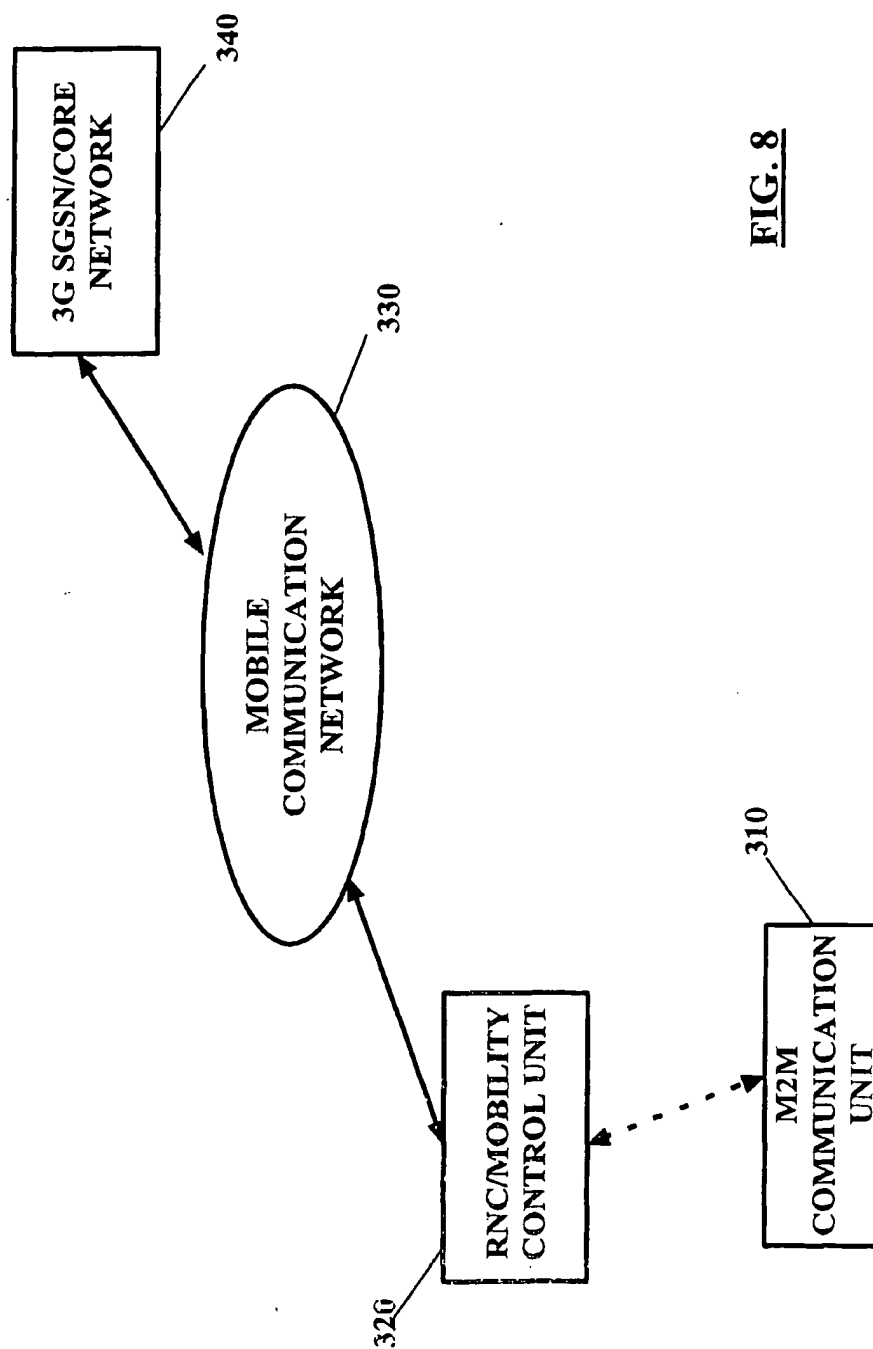 3G SGSN/CORE
NETWORK
340
MOBILE
COMMUNICATION
NETWORK
330
RNC/MOBILITY
CONTROL UNIT
320
M2M
COMMUNICATION
UNIT
310
FIG. 8